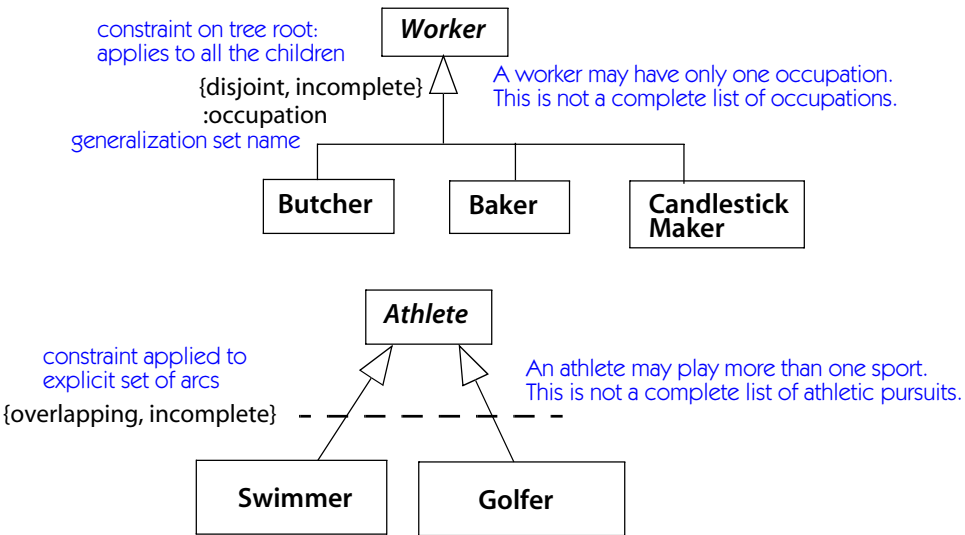 constraint on tree root:
applies to all the children
Worker
{disjoint, incomplete}
:occupation
generalization set name
A worker may have only one occupation.
This is not a complete list of occupations.
Butcher
Baker
Candlestick
Maker
Athlete
constraint applied to
explicit set of arcs
{overlapping, incomplete}
An athlete may play more than one sport.
This is not a complete list of athletic pursuits.
Swimmer
Golfer